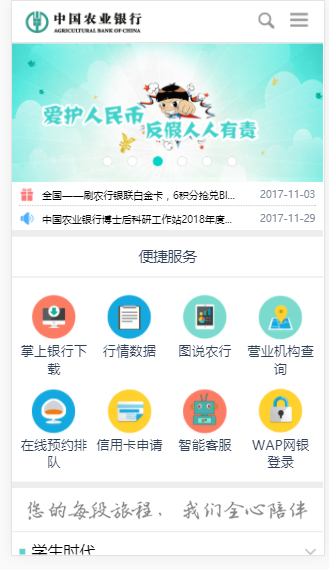 中国农业银行
AGRICULTURAL BANK OF CHINA
爱护人民币
反假人人有责
全国——刷农行银联白金卡，6积分抢兑BI... 2017-11-03
中国农业银行博士后科研工作站2018年度... 2017-11-29
便捷服务
掌上银行下载
行情数据
图说农行
营业机构查询
在线预约排队
信用卡申请
智能客服
WAP网银登录
您的每段旅程，我们全心陪伴
学生时代